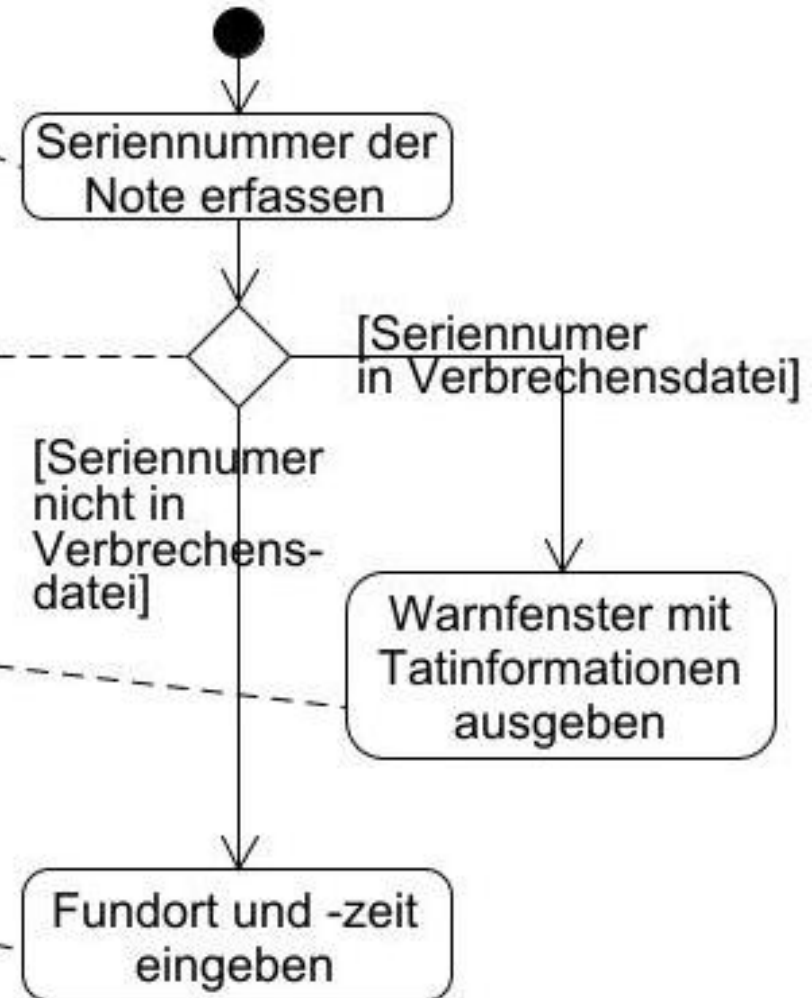 Seriennummer der
Note erfassen
[Seriennumer
in Verbrechensdatei]
[Seriennumer
nicht in
Verbrechens-
datei]
Warnfenster mit
Tatinformationen
ausgeben
Fundort und -zeit
eingeben